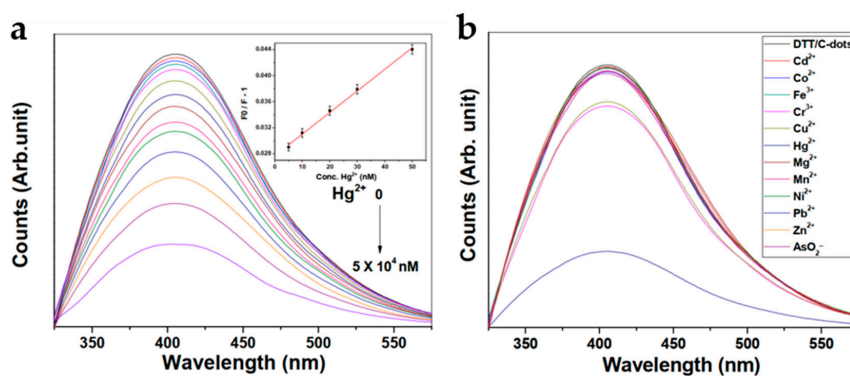 a
Counts (Arb.unit)
0.044
0.040
0.036
0.032
0.028
F0 / F - 1
0 10 20 30 40 50
Conc. Hg²⁺ (nM)
Hg²⁺ 0
5 X 10⁴ nM
350 400 450 500 550
Wavelength (nm)
b
Counts (Arb. unit)
DTT/C-dots
Cd²⁺
Co²⁺
Fe³⁺
Cr³⁺
Cu²⁺
Hg²⁺
Mg²⁺
Mn²⁺
Ni²⁺
Pb²⁺
Zn²⁺
AsO₂⁻
350 400 450 500 550
Wavelength (nm)